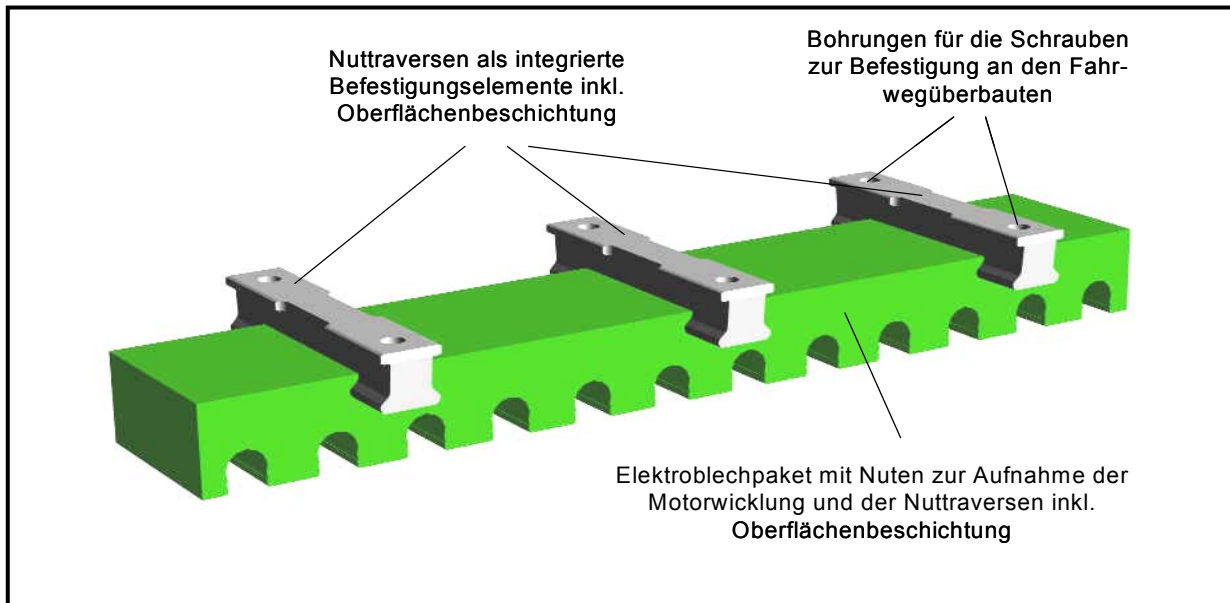 Nuttraversen als integrierte
Befestigungselemente inkl.
Oberflächenbeschichtung
Bohrungen für die Schrauben
zur Befestigung an den Fahr-
wegüberbauten
Elektroblechpaket mit Nuten zur Aufnahme der
Motorwicklung und der Nuttraversen inkl.
Oberflächenbeschichtung